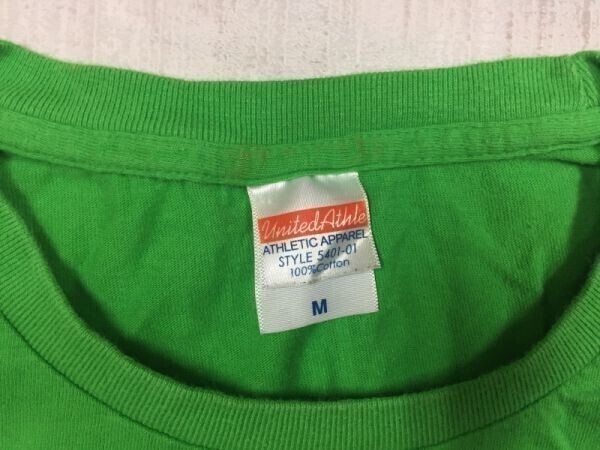 UnitedAthle
ATHLETIC APPAREL
STYLE 5401-01
100%Cotton
M